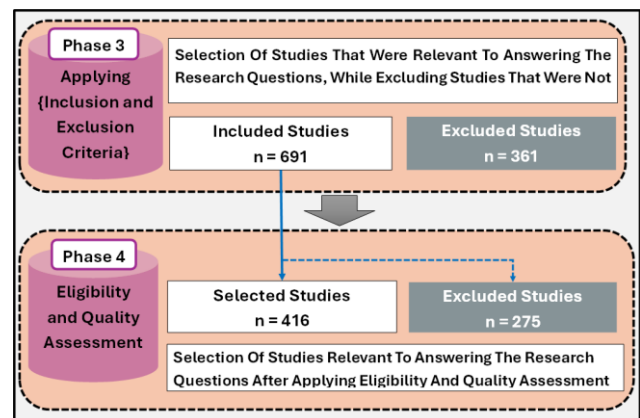 Phase 3
Applying
{Inclusion and
Exclusion
Criteria}
Selection Of Studies That Were Relevant To Answering The
Research Questions, While Excluding Studies That Were Not
Included Studies
n = 691
Excluded Studies
n = 361
Phase 4
Eligibility
and Quality
Assessment
Selected Studies
n = 416
Excluded Studies
n = 275
Selection Of Studies Relevant To Answering The Research
Questions After Applying Eligibility And Quality Assessment